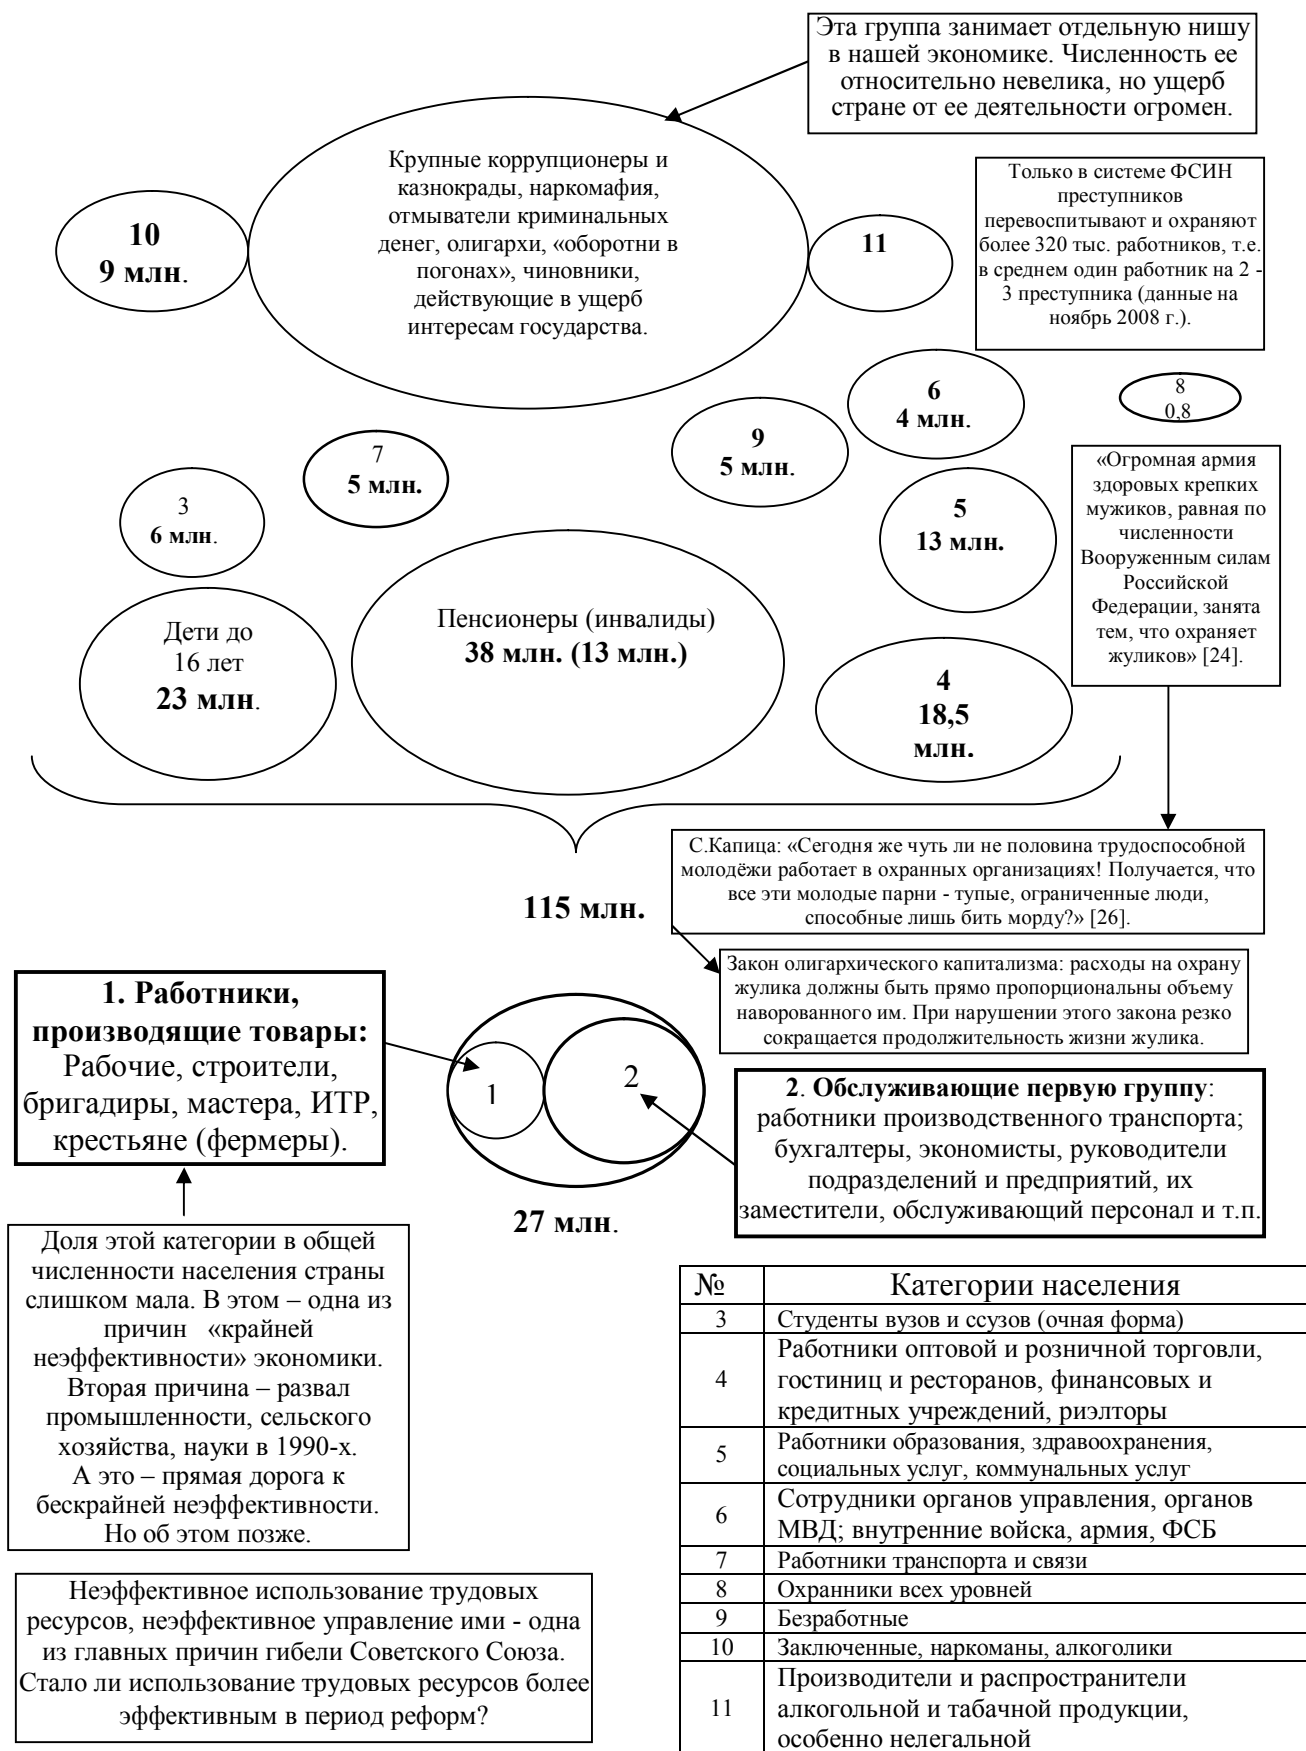 Эта группа занимает отдельную нишу
в нашей экономике. Численность ее
относительно невелика, но ущерб
стране от ее деятельности огромен.
Крупные коррупционеры и
казнокрады, наркомафия,
отмыватели криминальных
денег, олигархи, «оборотни в
погонах», чиновники,
действующие в ущерб
интересам государства.
10
9 млн.
11
Только в системе ФСИН
преступников
перевоспитывают и охраняют
более 320 тыс. работников, т.е.
в среднем один работник на 2 -
3 преступника (данные на
ноябрь 2008 г.).
6
4 млн.
8
0,8
9
5 млн.
7
5 млн.
3
6 млн.
5
13 млн.
«Огромная армия
здоровых крепких
мужиков, равная по
численности
Вооруженным силам
Российской
Федерации, занята
тем, что охраняет
жуликов» [24].
Дети до
16 лет
23 млн.
Пенсионеры (инвалиды)
38 млн. (13 млн.)
4
18,5
млн.
115 млн.
С.Капица: «Сегодня же чуть ли не половина трудоспособной
молодёжи работает в охранных организациях! Получается, что
все эти молодые парни - тупые, ограниченные люди,
способные лишь бить морду?» [26].
Закон олигархического капитализма: расходы на охрану
жулика должны быть прямо пропорциональны объему
наворованного им. При нарушении этого закона резко
сокращается продолжительность жизни жулика.
1. Работники,
производящие товары:
Рабочие, строители,
бригадиры, мастера, ИТР,
крестьяне (фермеры).
1
2
27 млн.
2. Обслуживающие первую группу:
работники производственного транспорта;
бухгалтеры, экономисты, руководители
подразделений и предприятий, их
заместители, обслуживающий персонал и т.п.
Доля этой категории в общей
численности населения страны
слишком мала. В этом – одна из
причин «крайней
неэффективности» экономики.
Вторая причина – развал
промышленности, сельского
хозяйства, науки в 1990-х.
А это – прямая дорога к
бескрайней неэффективности.
Но об этом позже.
Неэффективное использование трудовых
ресурсов, неэффективное управление ими - одна
из главных причин гибели Советского Союза.
Стало ли использование трудовых ресурсов более
эффективным в период реформ?
№ Категории населения
3 Студенты вузов и ссузов (очная форма)
4 Работники оптовой и розничной торговли,
гостиниц и ресторанов, финансовых и
кредитных учреждений, риэлторы
5 Работники образования, здравоохранения,
социальных услуг, коммунальных услуг
6 Сотрудники органов управления, органов
МВД; внутренние войска, армия, ФСБ
7 Работники транспорта и связи
8 Охранники всех уровней
9 Безработные
10 Заключенные, наркоманы, алкоголики
11 Производители и распространители
алкогольной и табачной продукции,
особенно нелегальной